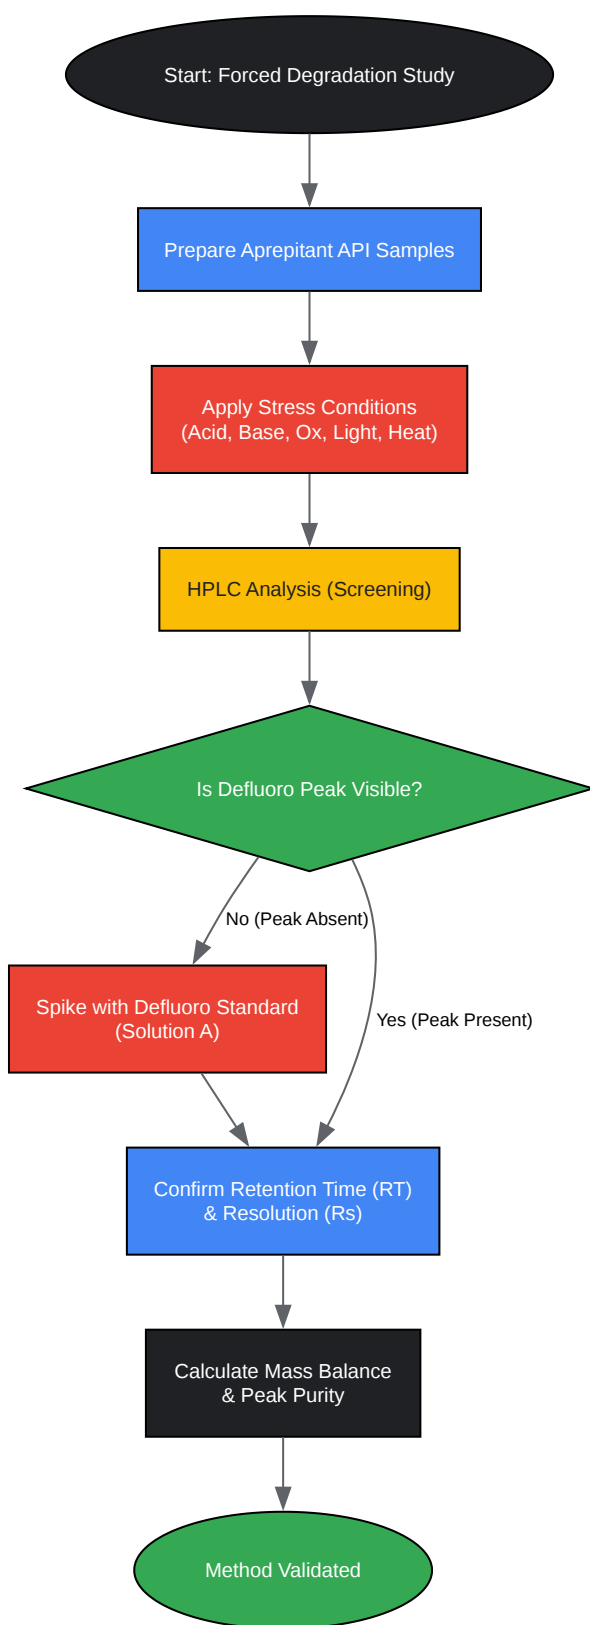 Start: Forced Degradation Study
Prepare Aprepitant API Samples
Apply Stress Conditions
(Acid, Base, Ox, Light, Heat)
HPLC Analysis (Screening)
Is Defluoro Peak Visible?
No (Peak Absent)
Spike with Defluoro Standard
(Solution A)
Yes (Peak Present)
Confirm Retention Time (RT)
& Resolution (Rs)
Calculate Mass Balance
& Peak Purity
Method Validated